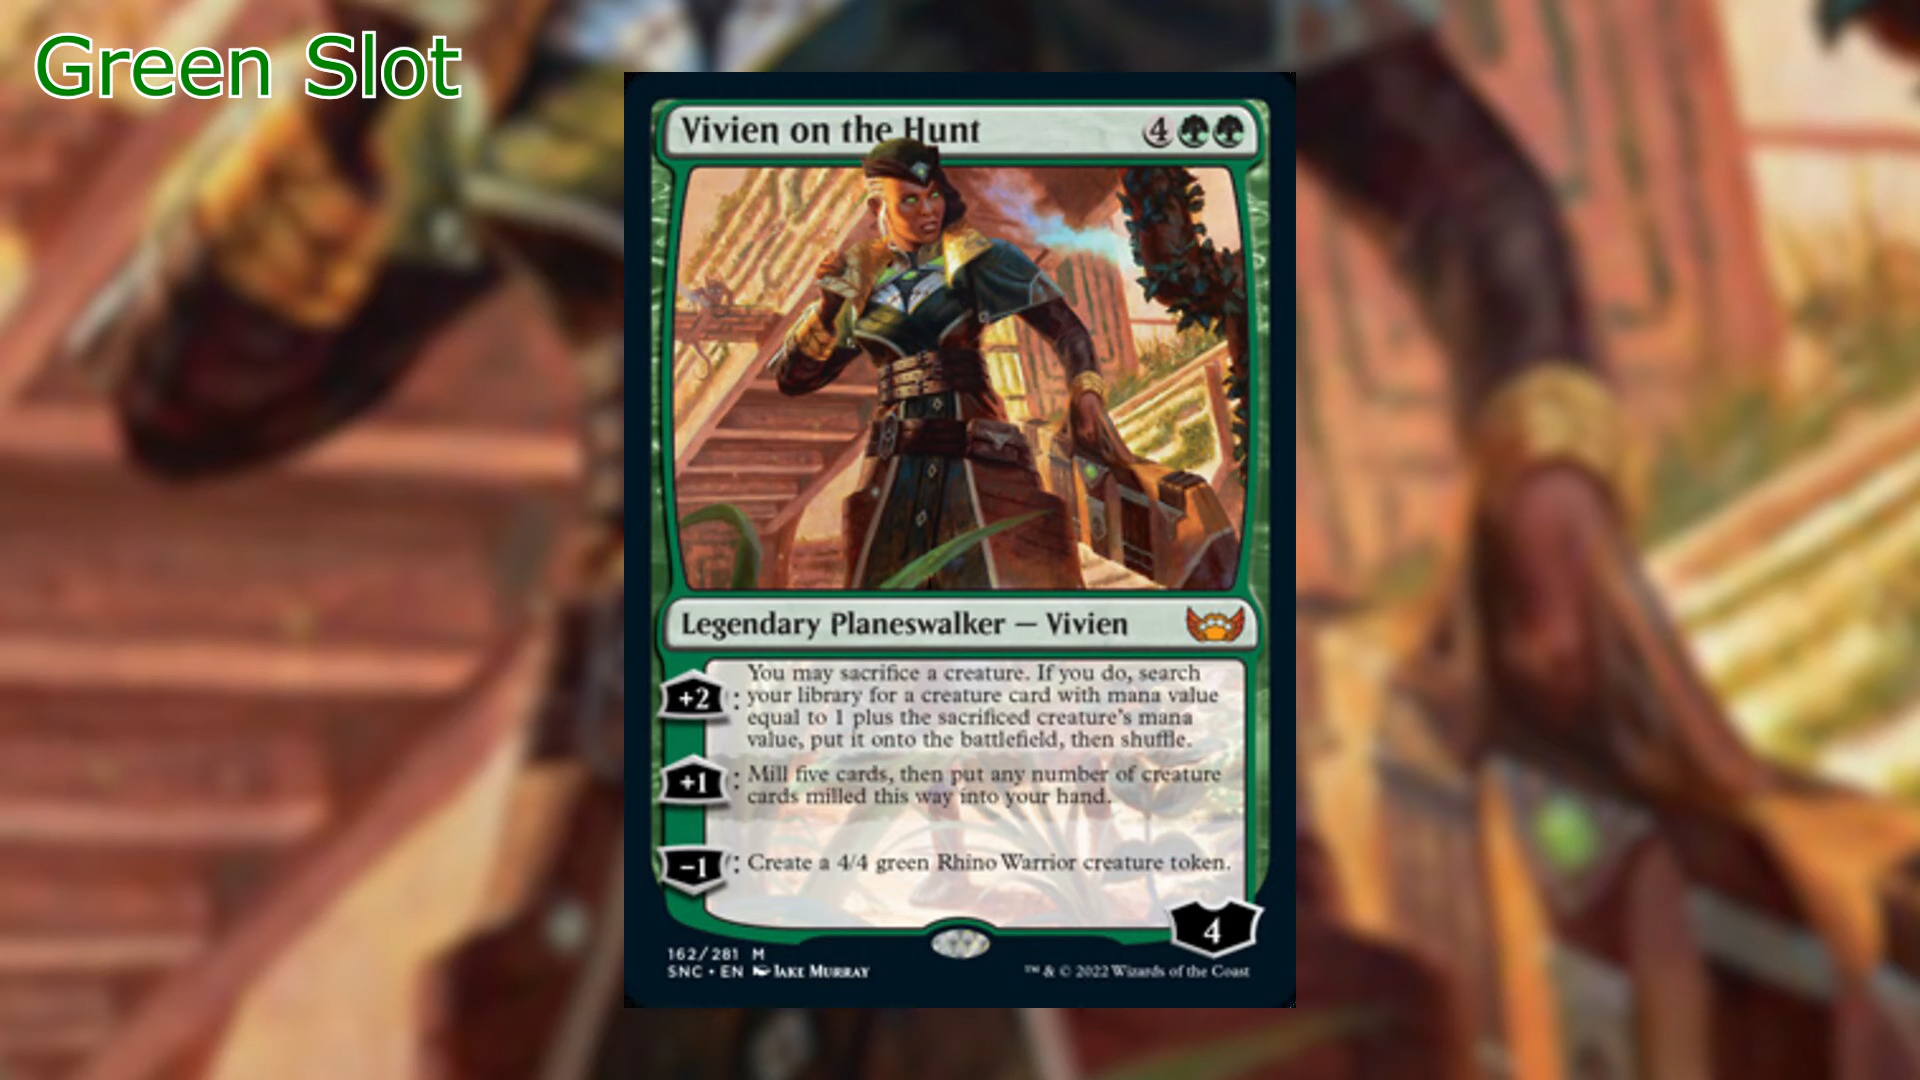 Green Slot
Vivien on the Hunt 4
Legendary Planeswalker — Vivien
+2: You may sacrifice a creature. If you do, search
your library for a creature card with mana value
equal to 1 plus the sacrificed creature's mana
value, put it onto the battlefield, then shuffle.
+1: Mill five cards, then put any number of creature
cards milled this way into your hand.
−1: Create a 4/4 green Rhino Warrior creature token.
4
162/281 M
SNC • EN Jake Murray
™ & © 2022 Wizards of the Coast